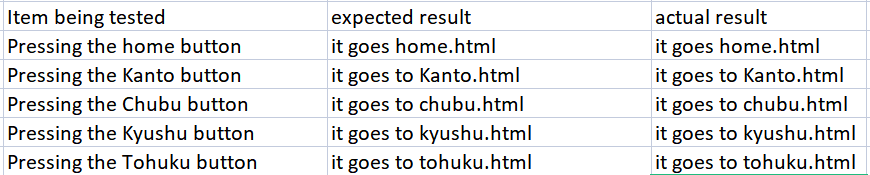 Item being tested expected result actual result
Pressing the home button it goes home.html it goes home.html
Pressing the Kanto button it goes to Kanto.html it goes to Kanto.html
Pressing the Chubu button it goes to chubu.html it goes to chubu.html
Pressing the Kyushu button it goes to kyushu.html it goes to kyushu.html
Pressing the Tohuku button it goes to tohuku.html it goes to tohuku.html